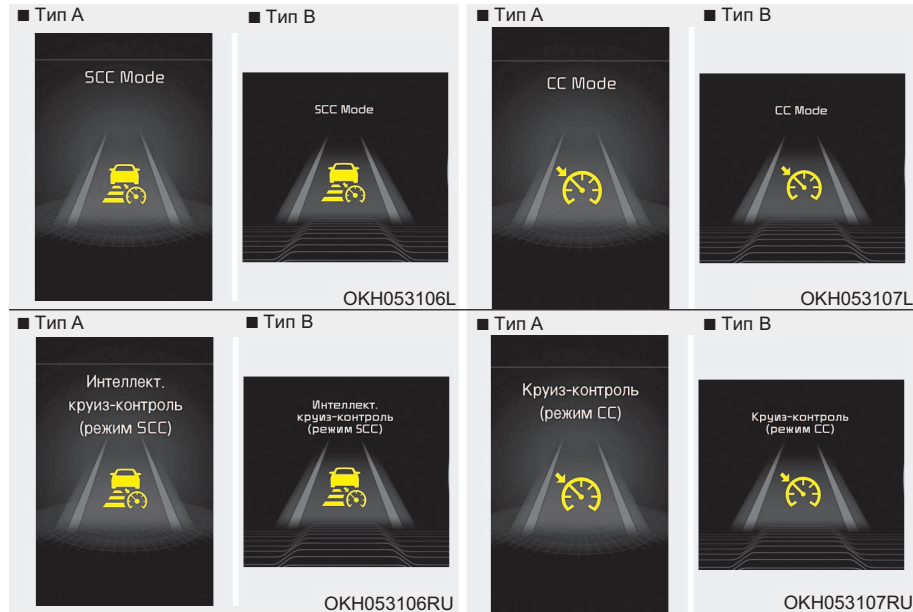 ■ Тип A
■ Тип B
SCC Mode
SCC Mode
OKH053106L
■ Тип A
■ Тип B
CC Mode
CC Mode
OKH053107L
■ Тип A
■ Тип B
Интеллект.
круиз-контроль
(режим SCC)
Интеллект.
круиз-контроль
(режим SCC)
OKH053106RU
■ Тип A
■ Тип B
Круиз-контроль
(режим CC)
Круиз-контроль
(режим CC)
OKH053107RU